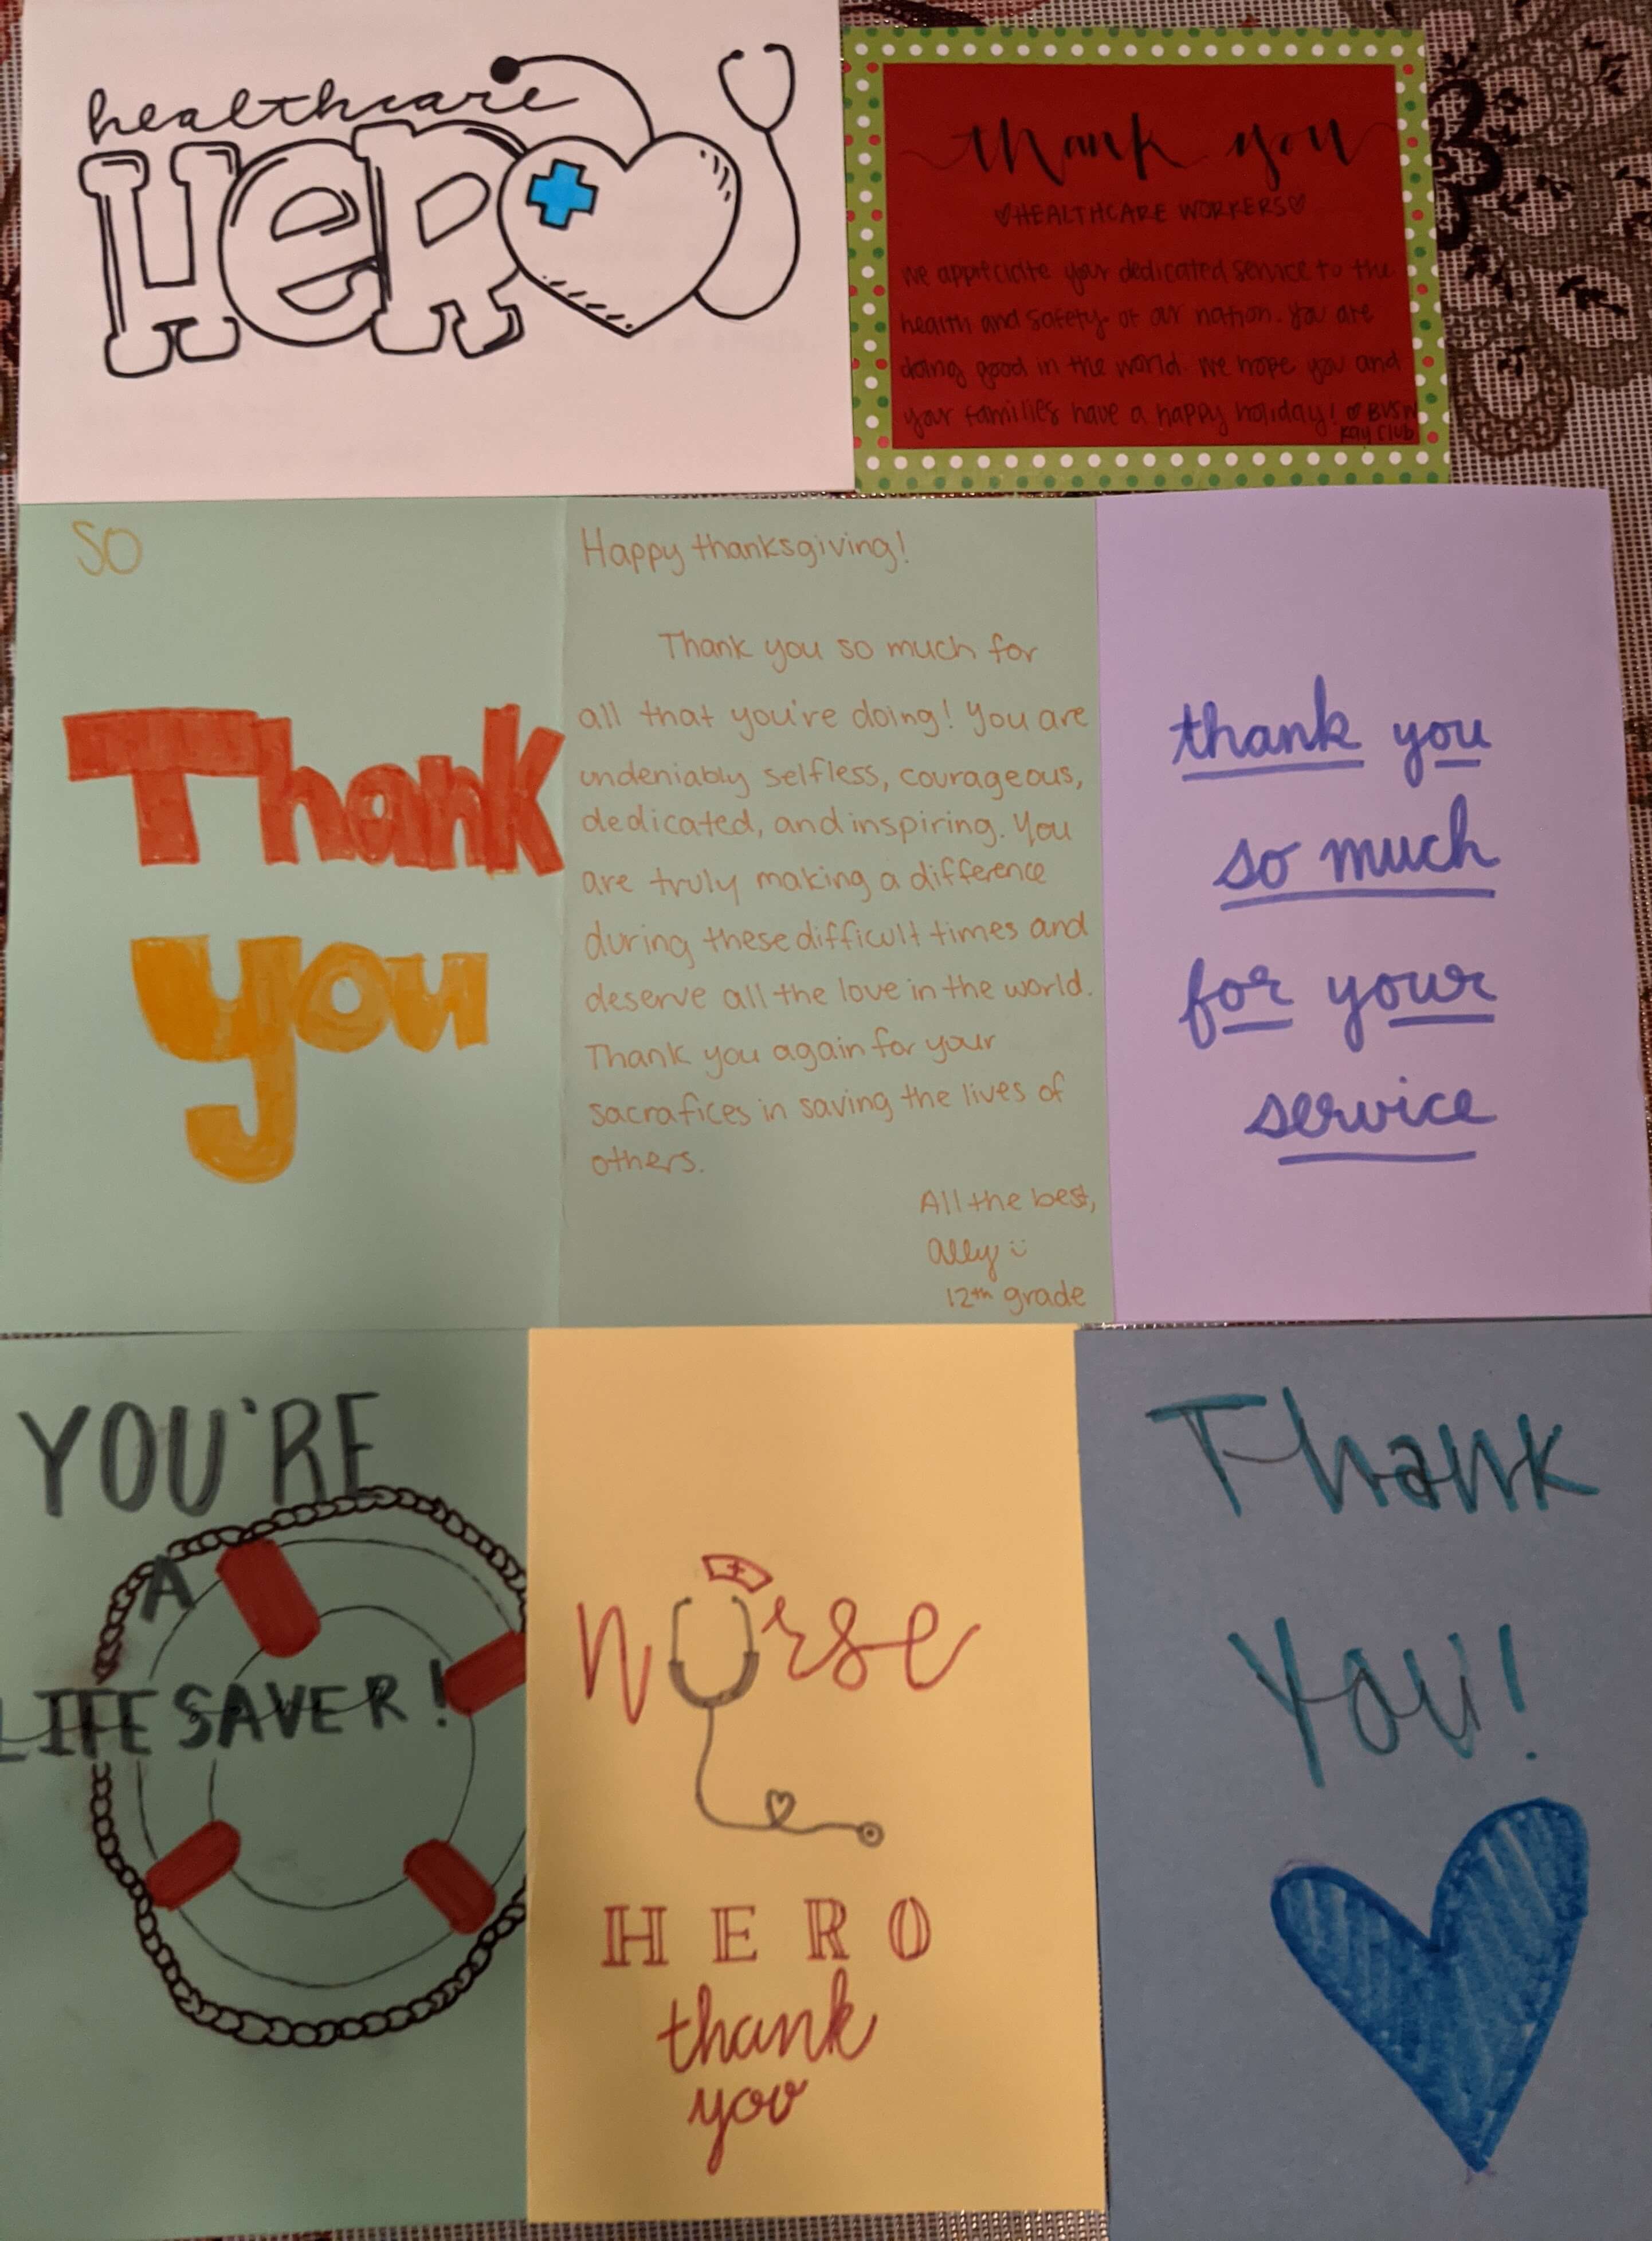 healthcare
HERO
thank you
♡HEALTHCARE WORKERS♡
we appreciate your dedicated service to the
health and safety of our nation. you are
doing good in the world. we hope you and
your families have a happy holiday! ♡ BVSW
Kay Club
SO
Thank
you
Happy thanksgiving!
Thank you so much for
all that you're doing! You are
undeniably selfless, courageous,
dedicated, and inspiring. You
are truly making a difference
during these difficult times and
deserve all the love in the world.
Thank you again for your
sacrafices in saving the lives of
others.
All the best,
Ally :)
12th grade
thank you
so much
for your
service
YOU'RE
A
LIFE SAVER!
nurse
HERO
thank
you
Thank
You!